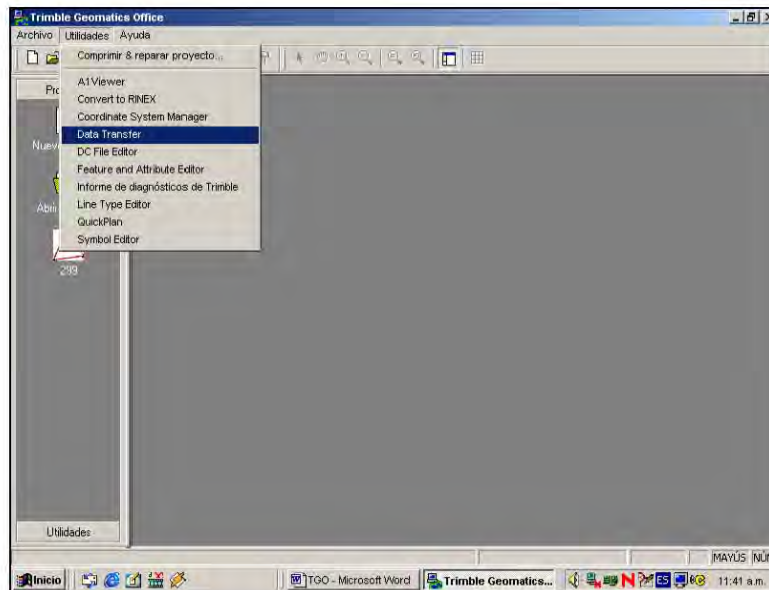 Trimble Geomatics Office
Archivo Utilidades Ayuda
Comprimir & reparar proyecto...
A1Viewer
Convert to RINEX
Coordinate System Manager
Data Transfer
DC File Editor
Feature and Attribute Editor
Informe de diagnósticos de Trimble
Line Type Editor
QuickPlan
Symbol Editor
Pro
Nuev
Abri
299
Utilidades
MAYÚS NÚM
Inicio TGO - Microsoft Word Trimble Geomatics... ES 11:41 a.m.